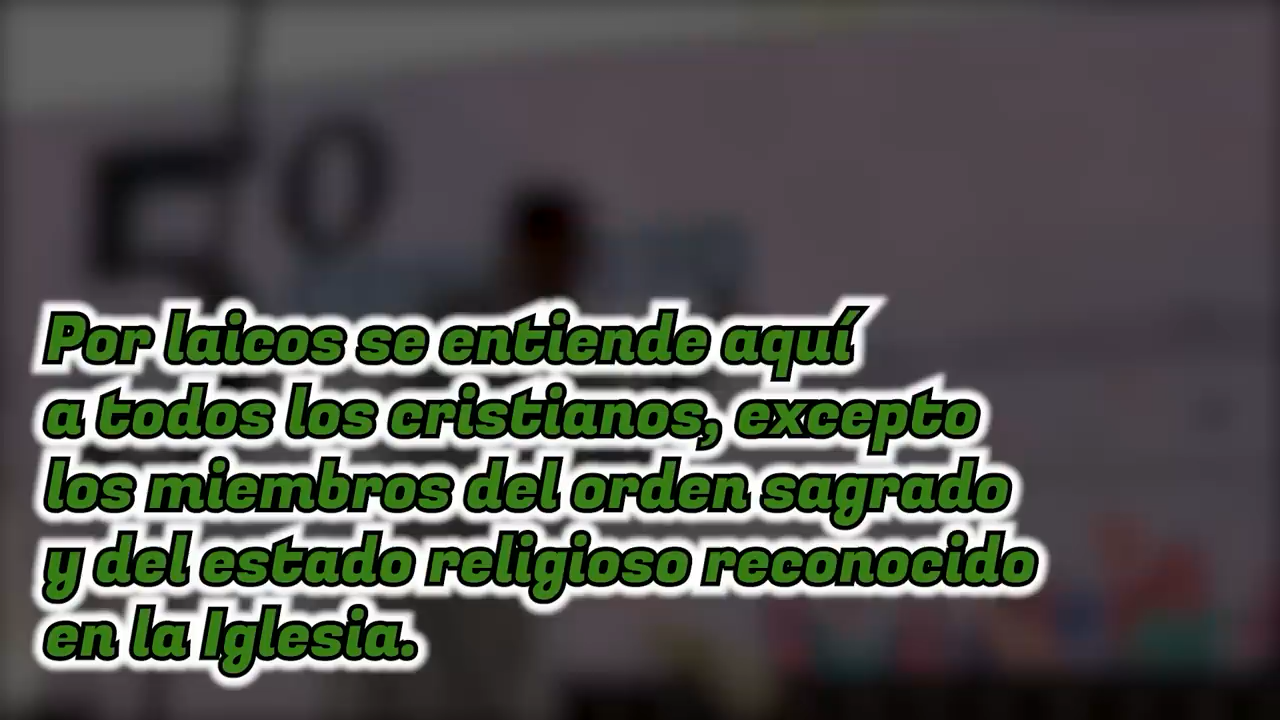 5º
Por laicos se entiende aquí
a todos los cristianos, excepto
los miembros del orden sagrado
y del estado religioso reconocido
en la Iglesia.